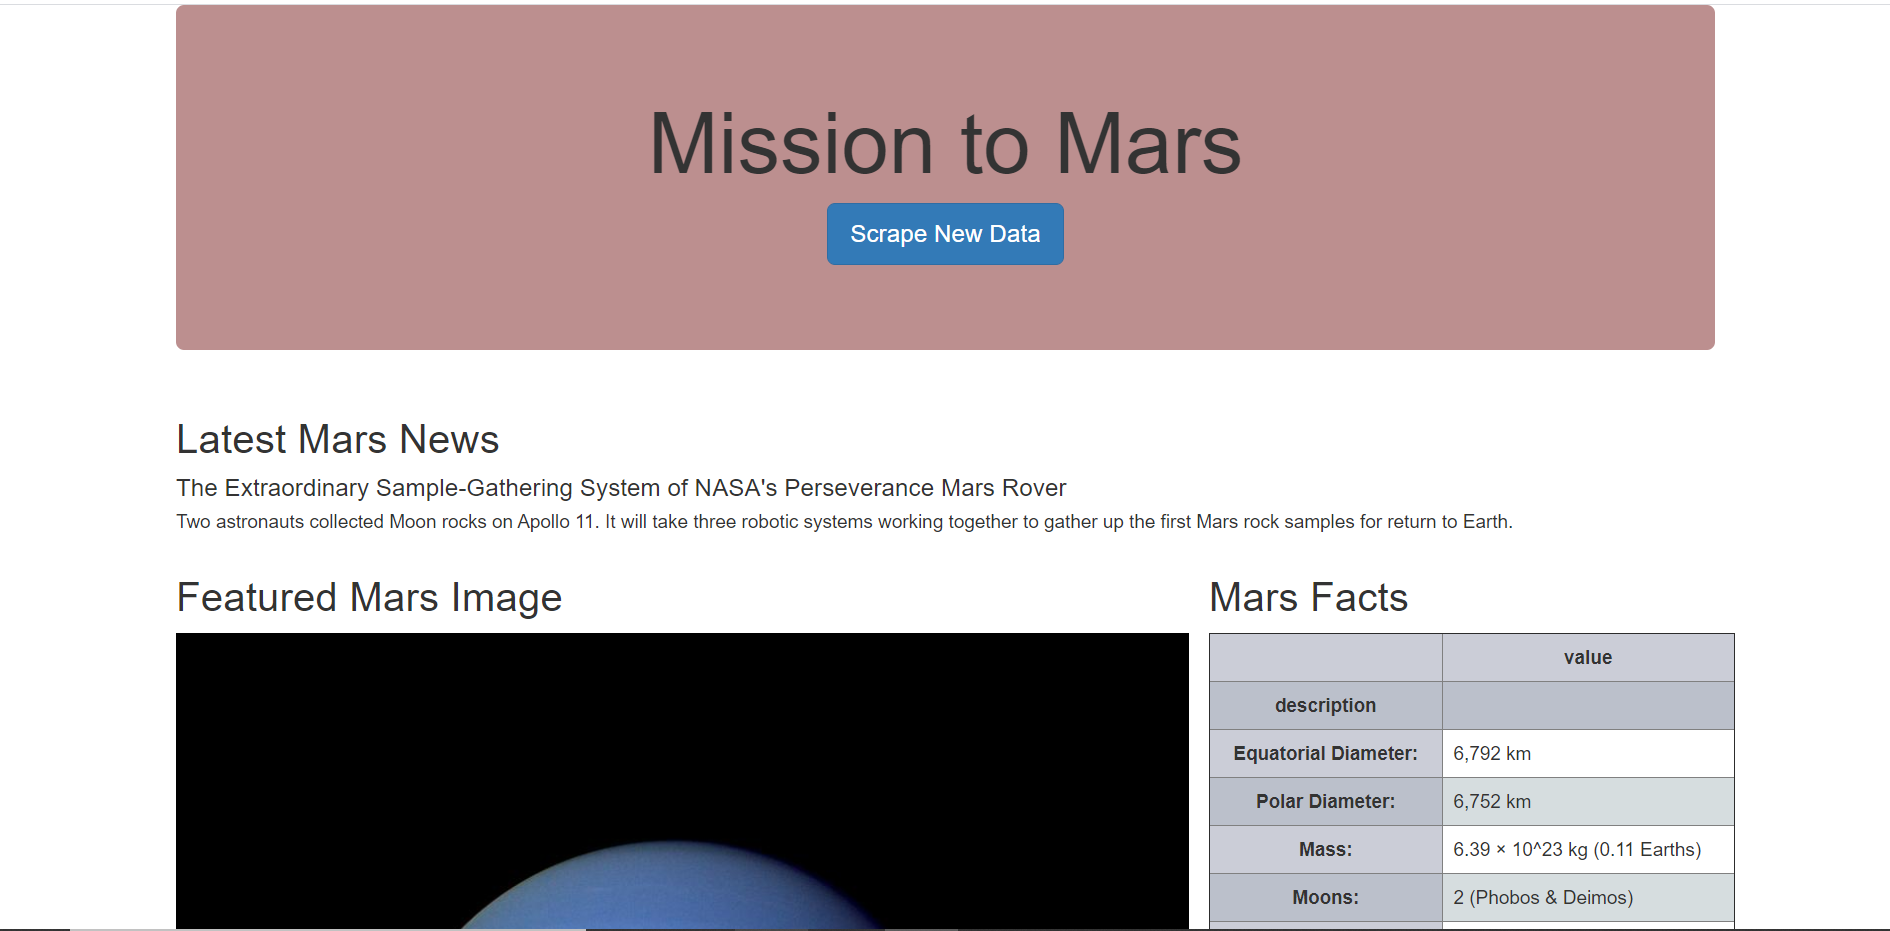 Mission to Mars
Scrape New Data
Latest Mars News
The Extraordinary Sample-Gathering System of NASA's Perseverance Mars Rover
Two astronauts collected Moon rocks on Apollo 11. It will take three robotic systems working together to gather up the first Mars rock samples for return to Earth.
Featured Mars Image
Mars Facts
value
description
Equatorial Diameter: 6,792 km
Polar Diameter: 6,752 km
Mass: 6.39 × 10^23 kg (0.11 Earths)
Moons: 2 (Phobos & Deimos)